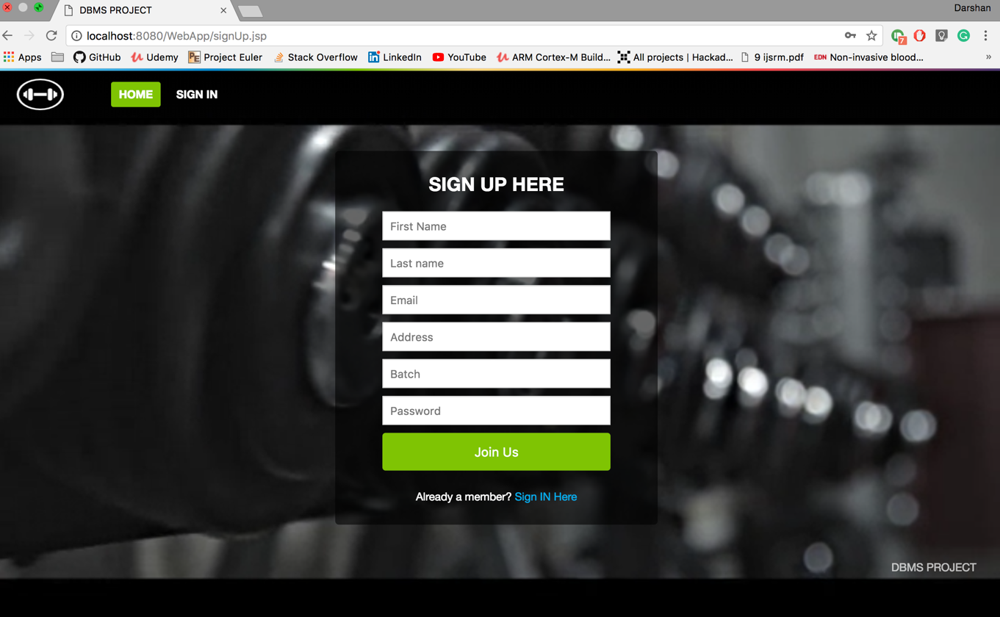 DBMS PROJECT
Darshan
localhost:8080/WebApp/signUp.jsp
7
Apps GitHub Udemy PE Project Euler Stack Overflow in LinkedIn YouTube ARM Cortex-M Build... All projects | Hackad... 9 ijsrm.pdf EDN Non-invasive blood... »
HOME SIGN IN
SIGN UP HERE
First Name
Last name
Email
Address
Batch
Password
Join Us
Already a member? Sign IN Here
DBMS PROJECT